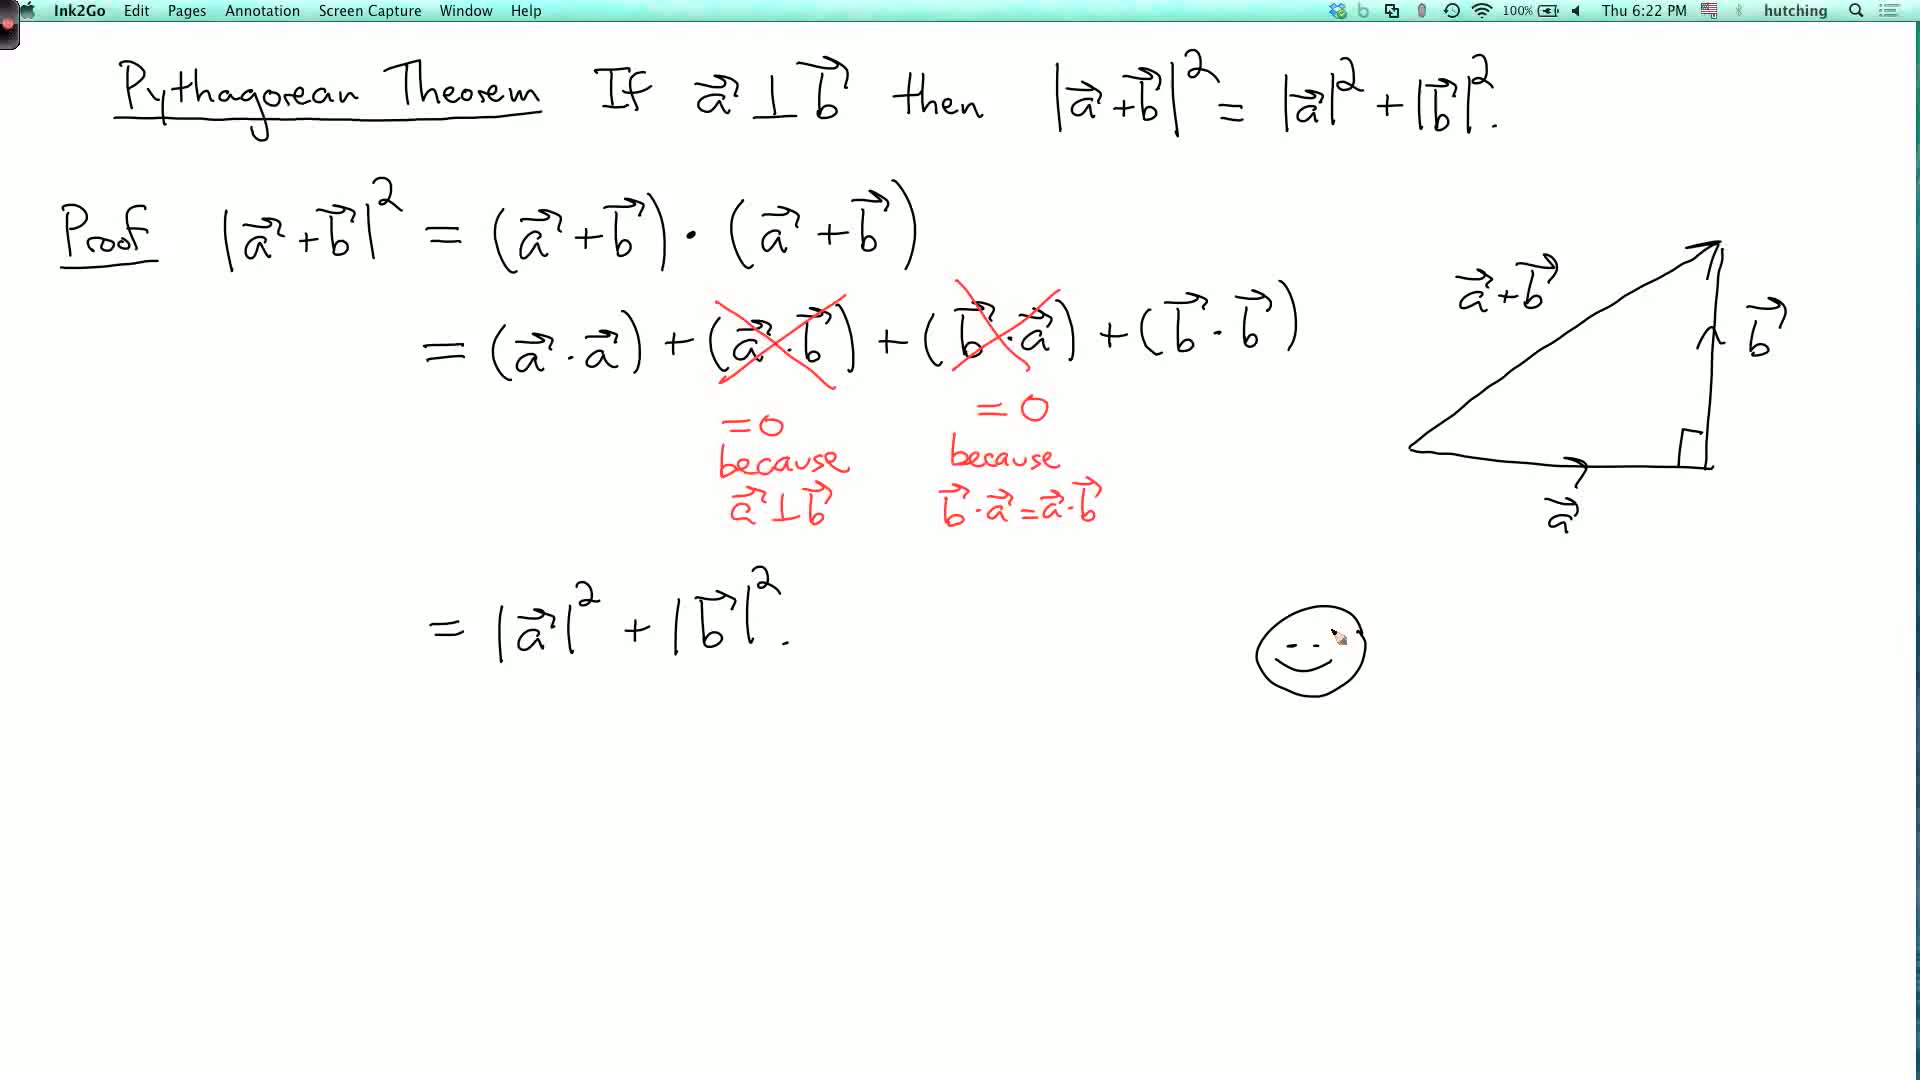 Ink2Go Edit Pages Annotation Screen Capture Window Help 100% Thu 6:22 PM hutching
Pythagorean Theorem If a⃗ ⊥ b⃗ then |a⃗ + b⃗|² = |a⃗|² + |b⃗|².
Proof |a⃗ + b⃗|² = (a⃗ + b⃗) · (a⃗ + b⃗)
= (a⃗ · a⃗) + (a⃗ · b⃗) + (b⃗ · a⃗) + (b⃗ · b⃗)
= 0
because
a⃗ ⊥ b⃗
= 0
because
b⃗ · a⃗ = a⃗ · b⃗
= |a⃗|² + |b⃗|².
a⃗ + b⃗
b⃗
a⃗